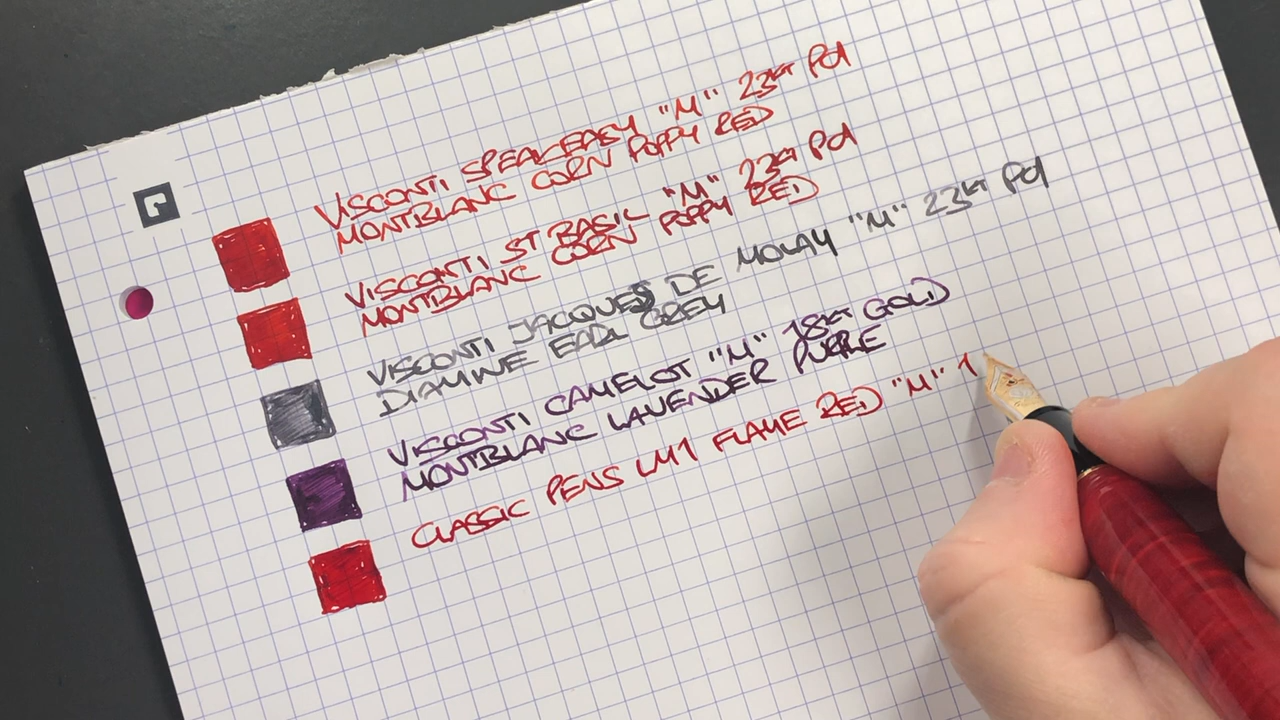 VISCONTI SPEAKEASY "M" 23KT Pd
MONTBLANC CORN POPPY RED
VISCONTI ST BASIL "M" 23KT Pd
MONTBLANC CORN POPPY RED
VISCONTI JACQUES DE MOLAY "M" 23KT Pd
DIAMINE EARL GREY
VISCONTI CAMELOT "M" 18KT GOLD
MONTBLANC LAVENDER PURPLE
CLASSIC PENS LM1 FLAME RED "M" 1